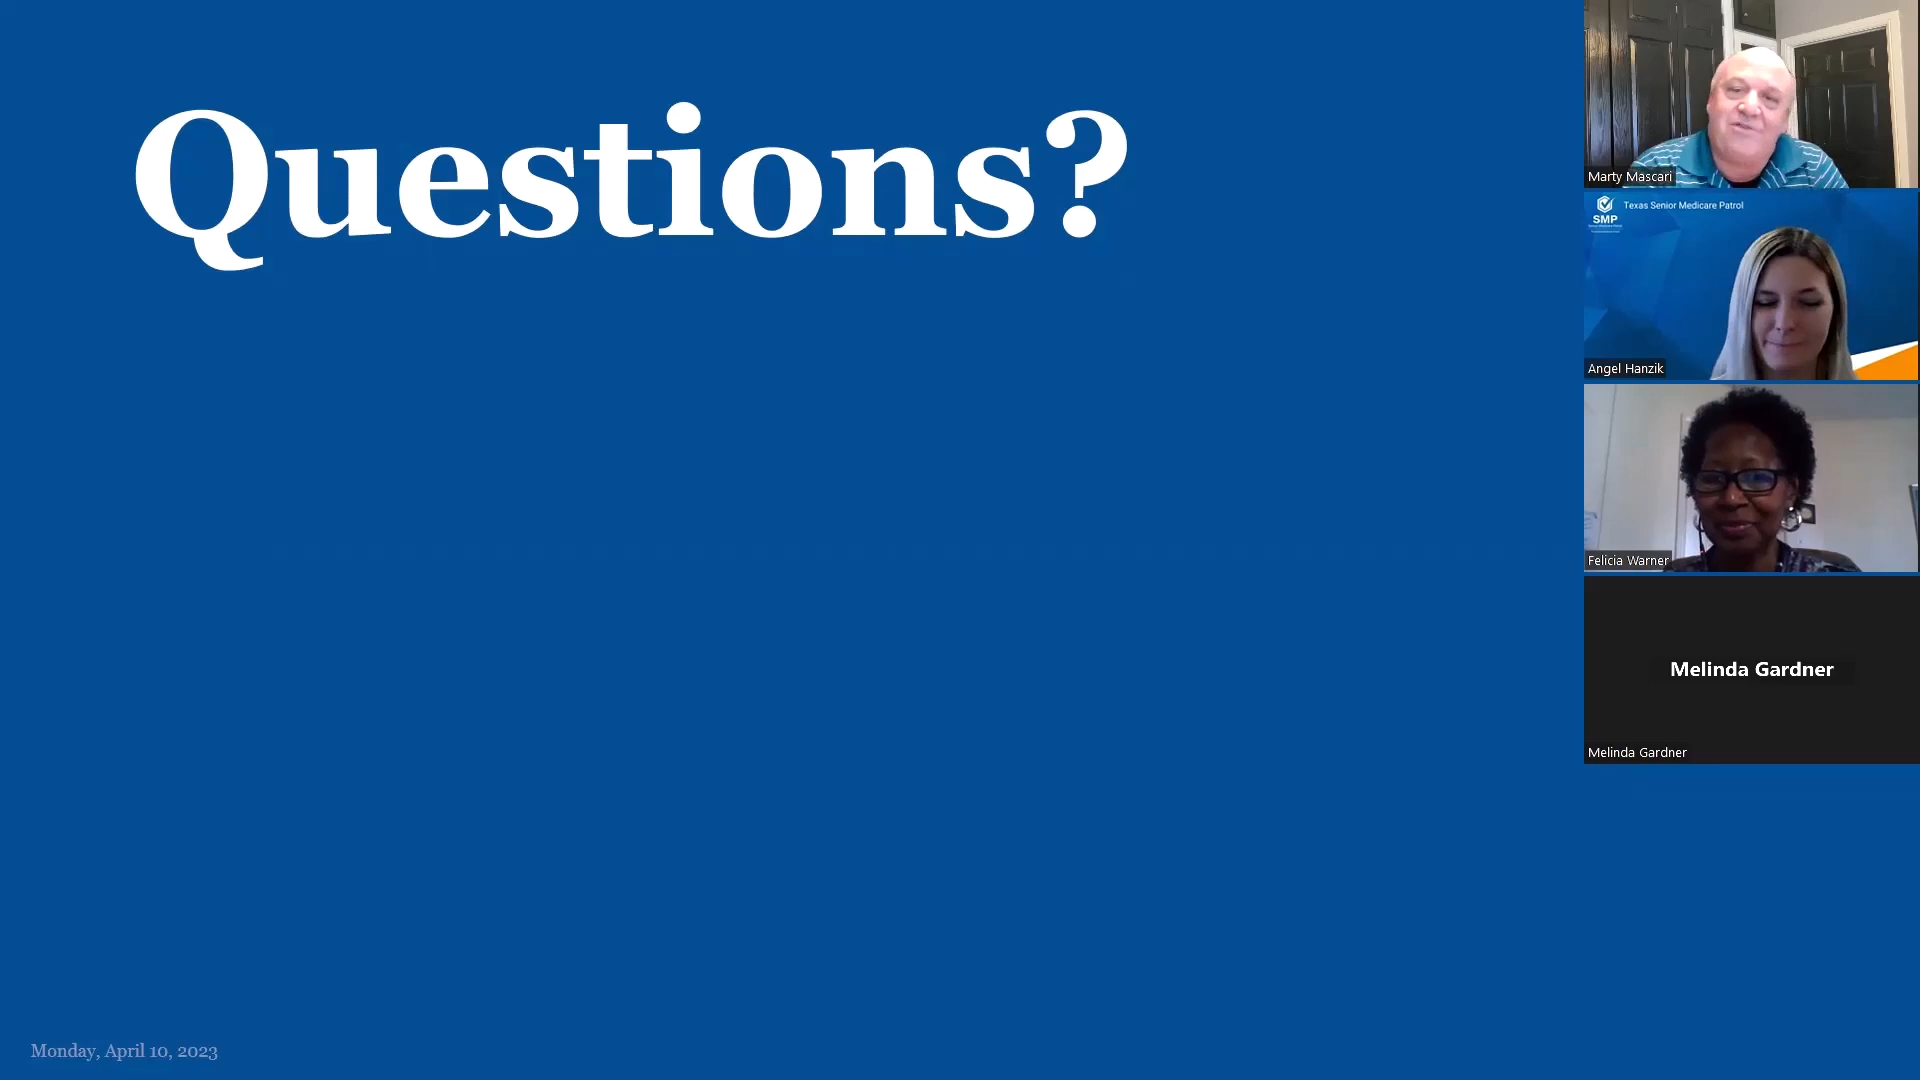 Questions?
Marty Mascari
SMP
Texas Senior Medicare Patrol
Angel Hanzik
Felicia Warner
Melinda Gardner
Melinda Gardner
Monday, April 10, 2023